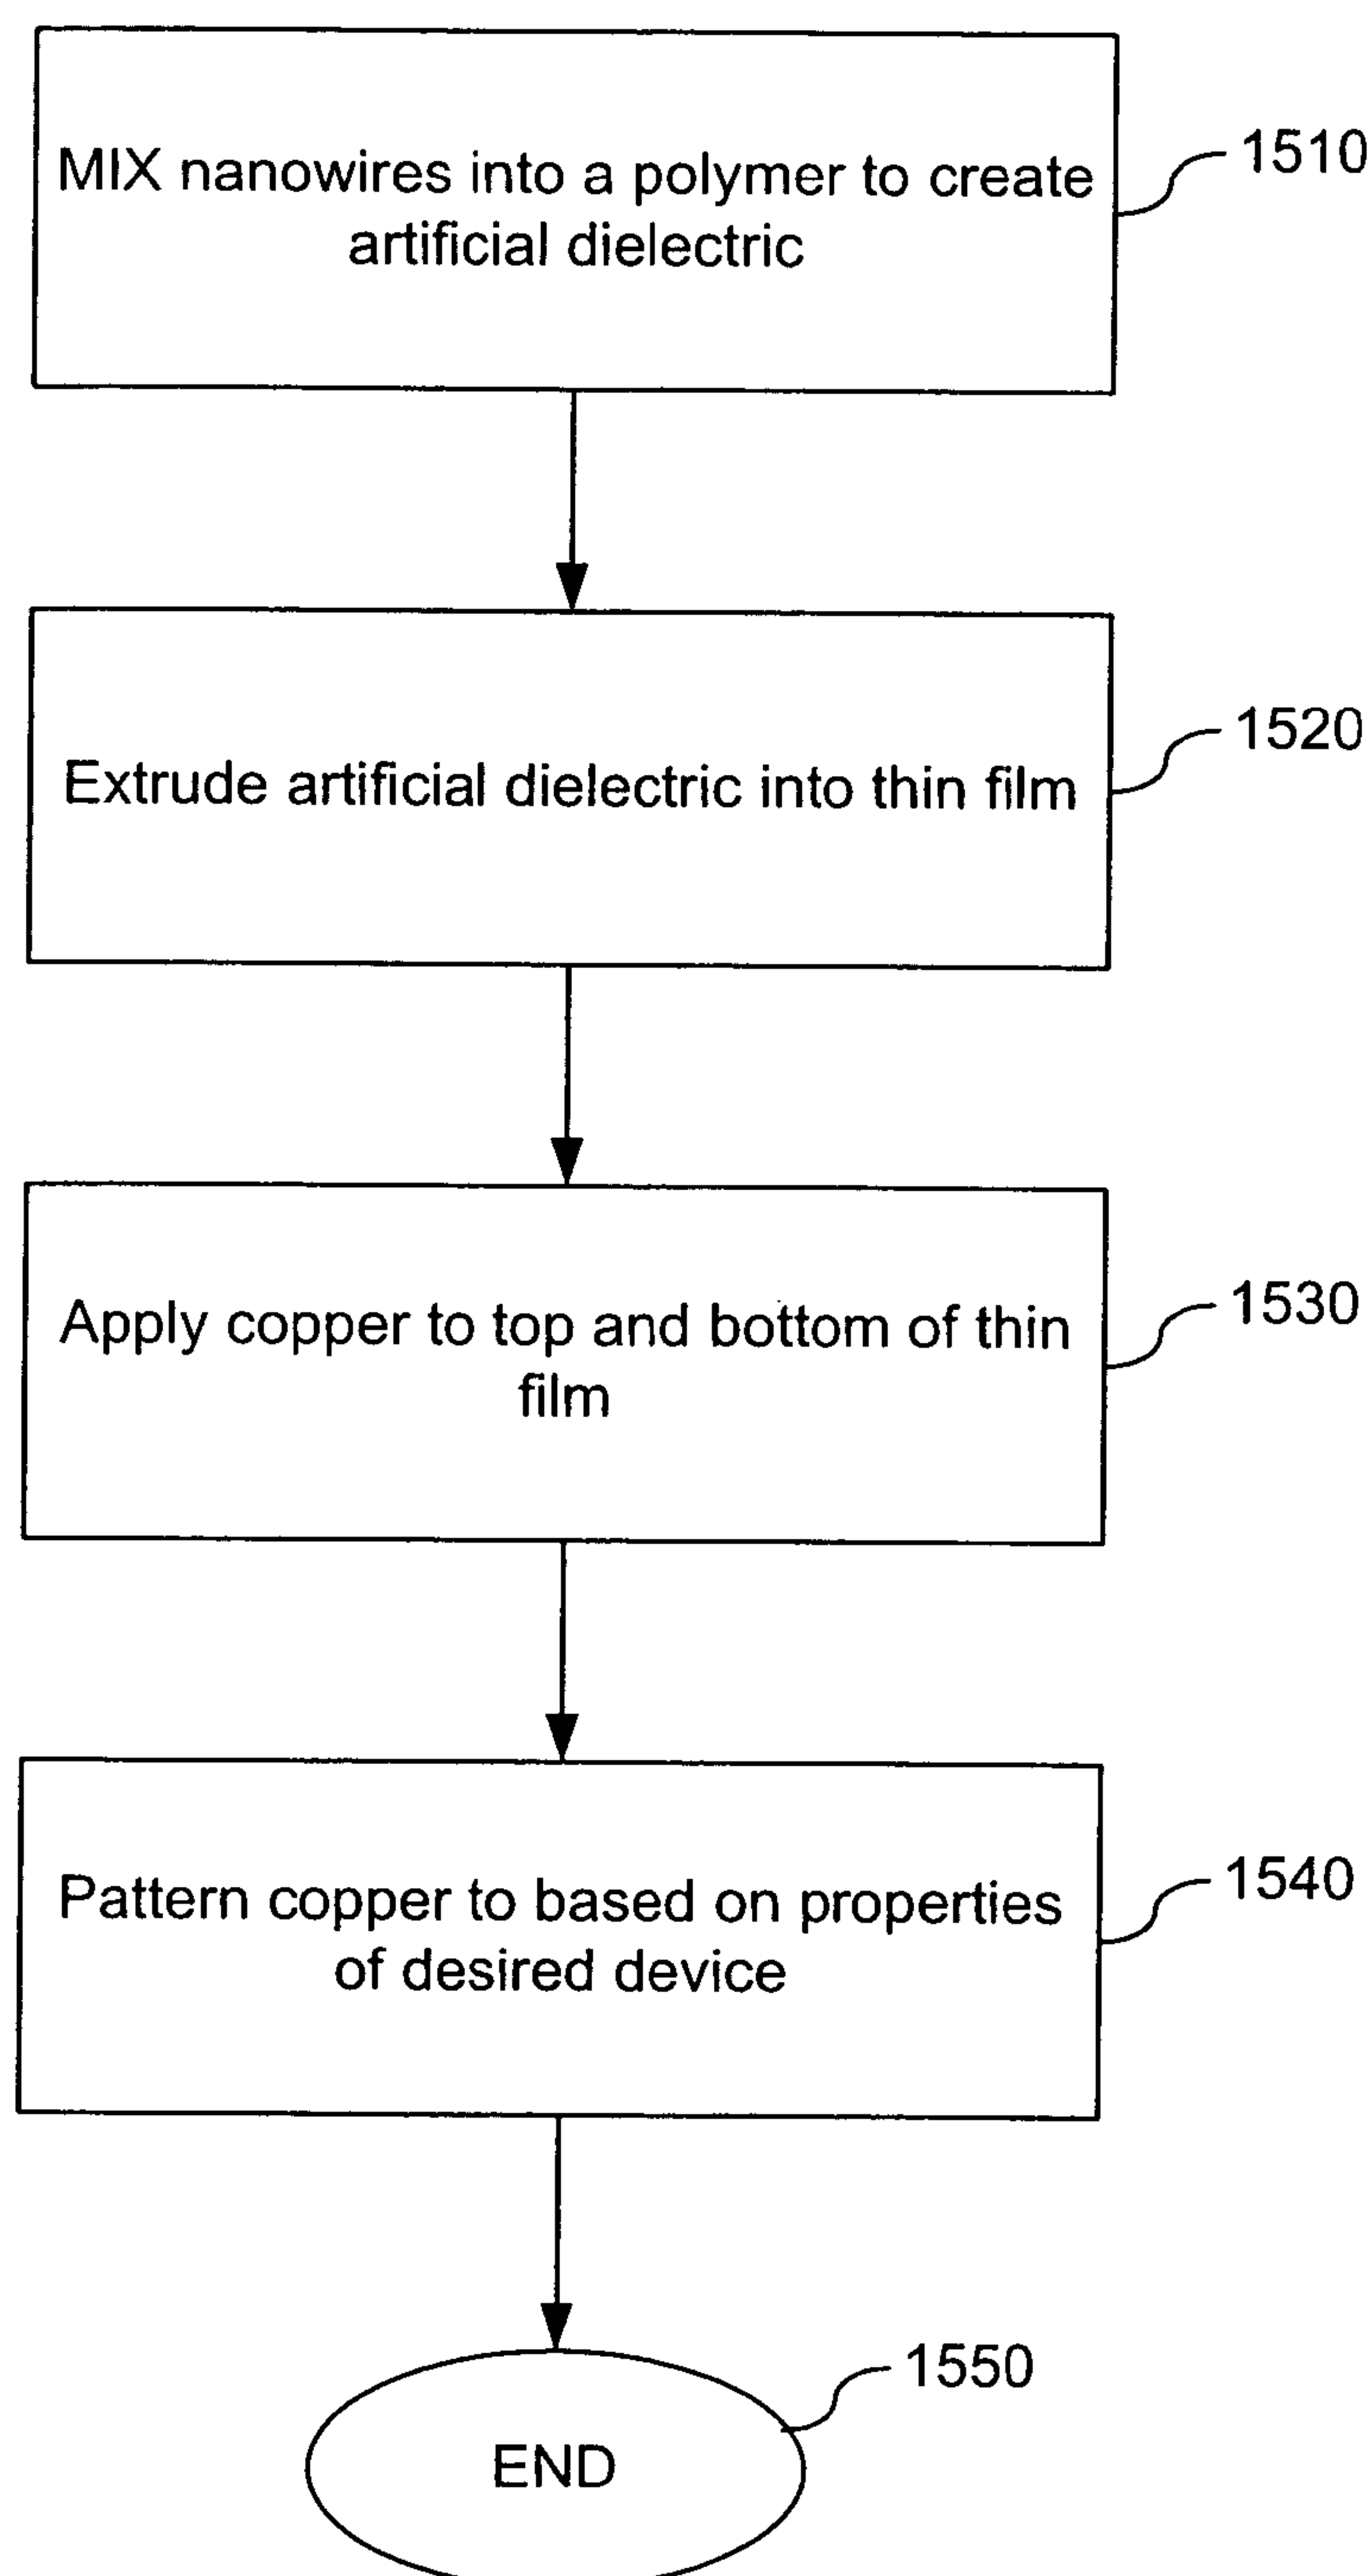 MIX nanowires into a polymer to create
artificial dielectric
1510
Extrude artificial dielectric into thin film
1520
Apply copper to top and bottom of thin
film
1530
Pattern copper to based on properties
of desired device
1540
END
1550